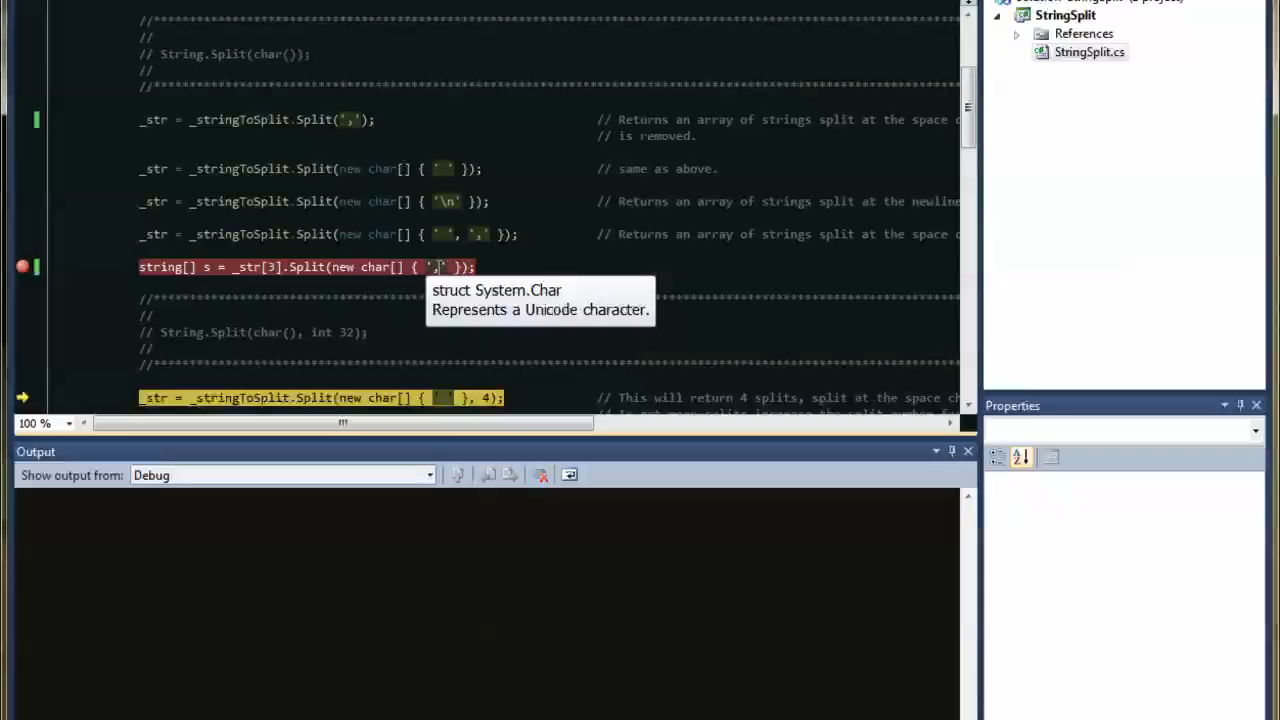 StringSplit
References
StringSplit.cs
//
// String.Split(char()};
//
_str = _stringToSplit.Split(','); // Returns an array of strings split at the space
// is removed.
_str = _stringToSplit.Split(new char[] { ' ' }); // same as above.
_str = _stringToSplit.Split(new char[] { '\n' }); // Returns an array of strings split at the newline
_str = _stringToSplit.Split(new char[] { ' ', ',' }); // Returns an array of strings split at the space
string[] s = _str[3].Split(new char[] { ',' });
struct System.Char
Represents a Unicode character.
//
// String.Split(char(), int 32);
//
_str = _stringToSplit.Split(new char[] { ' ' }, 4); // This will return 4 splits, split at the space
100 %
Properties
Output
Show output from: Debug